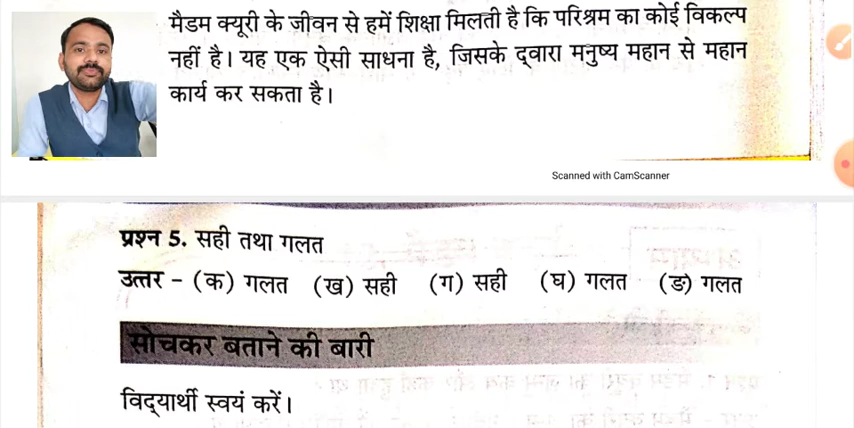 मैडम क्यूरी के जीवन से हमें शिक्षा मिलती है कि परिश्रम का कोई विकल्प
नहीं है। यह एक ऐसी साधना है, जिसके द्वारा मनुष्य महान से महान
कार्य कर सकता है।
Scanned with CamScanner
प्रश्न 5. सही तथा गलत
उत्तर – (क) गलत (ख) सही (ग) सही (घ) गलत (ङ) गलत
सोचकर बताने की बारी
विद्यार्थी स्वयं करें।